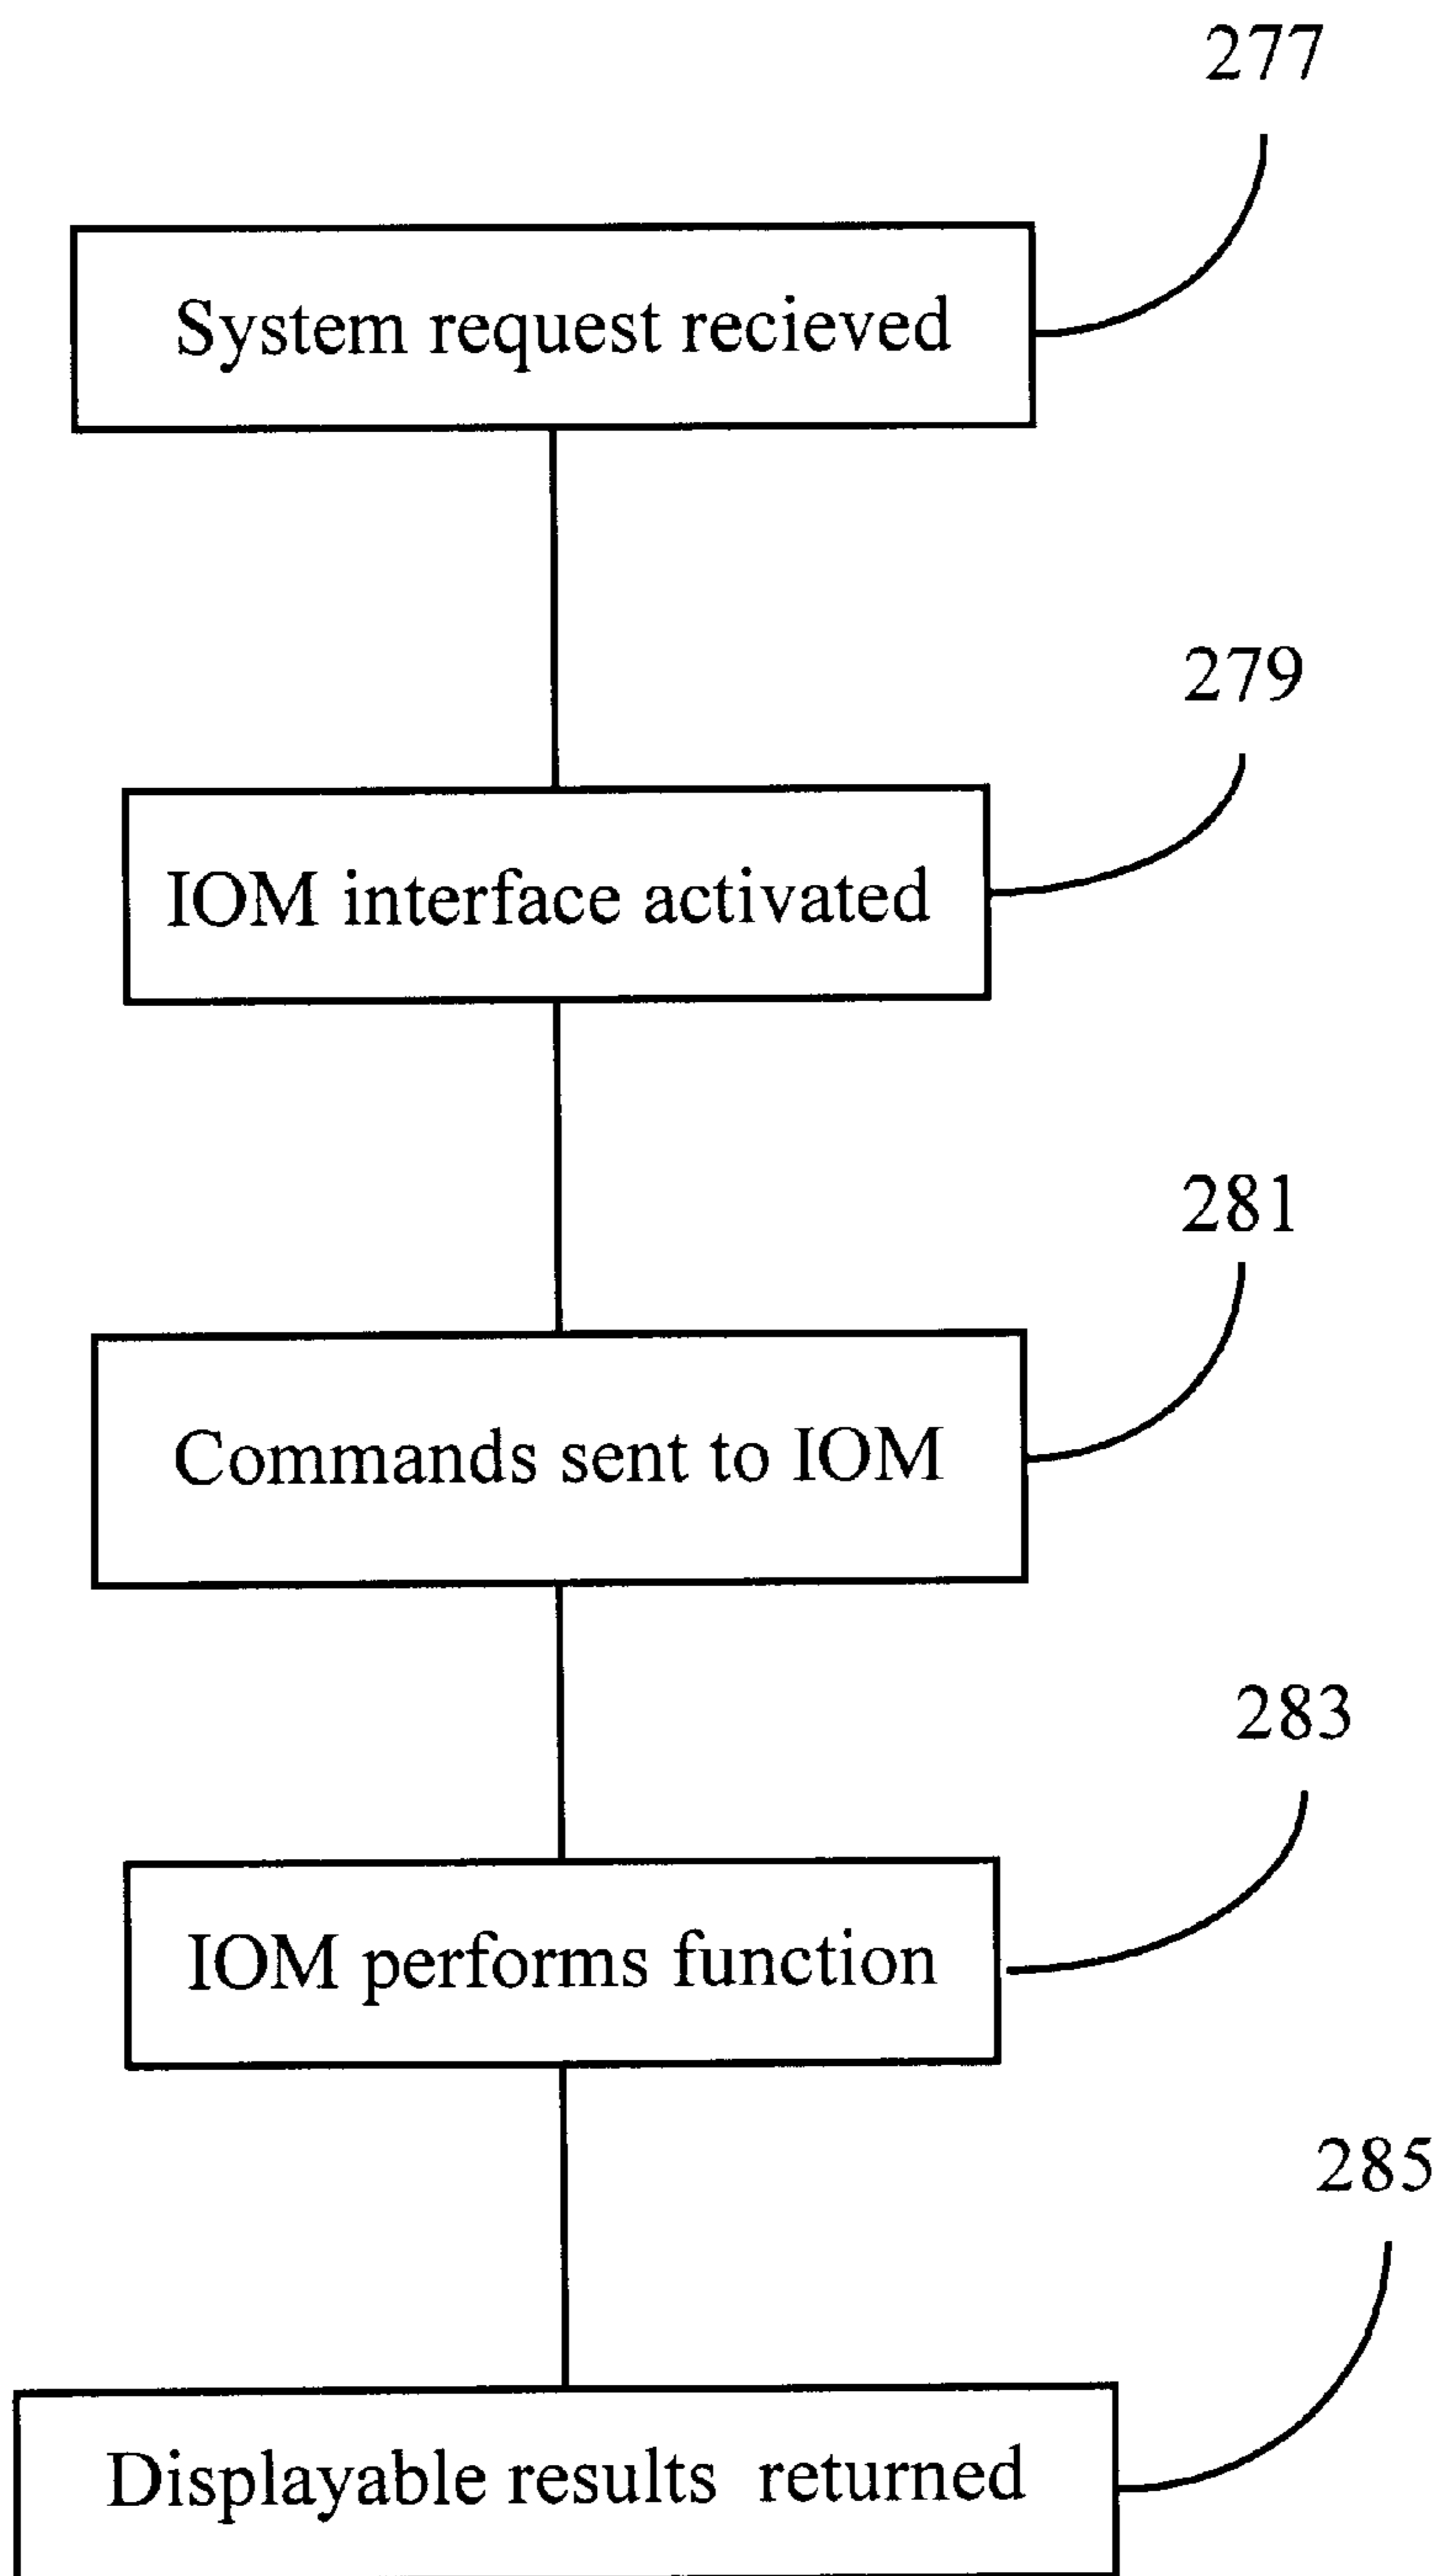 277
System request recieved
279
IOM interface activated
281
Commands sent to IOM
283
IOM performs function
285
Displayable results returned